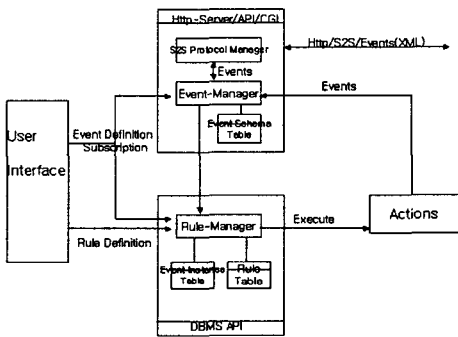 Http-Server/API/CGI
S2S Protocol Manager
Http/S2S/Events(XML)
Events
Event-Manager
Events
Event Schema
Table
User
Interface
Event Definition
Subscription
Rule-Manager
Execute
Actions
Rule Definition
Event Instance
Table
Rule
Table
DBMS API